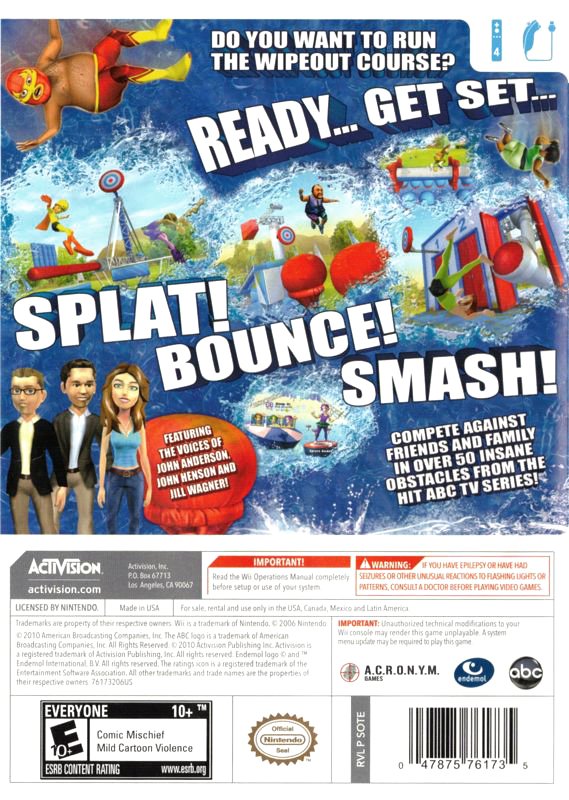 DO YOU WANT TO RUN
THE WIPEOUT COURSE?
4
READY... GET SET...
SPLAT!
BOUNCE!
SMASH!
FEATURING
THE VOICES OF
JOHN ANDERSON,
JOHN HENSON AND
JILL WAGNER!
COMPETE AGAINST
FRIENDS AND FAMILY
IN OVER 50 INSANE
OBSTACLES FROM THE
HIT ABC TV SERIES!
ACTIVISION
activision.com
Activision, Inc.
P.O. Box 67713
Los Angeles, CA 90067
IMPORTANT!
Read the Wii Operations Manual completely
before setup or use of your system
WARNING: IF YOU HAVE EPILEPSY OR HAVE HAD
SEIZURES OR OTHER UNUSUAL REACTIONS TO FLASHING LIGHTS OR
PATTERNS, CONSULT A DOCTOR BEFORE PLAYING VIDEO GAMES.
LICENSED BY NINTENDO.
Made in USA
For sale, rental and use only in the USA, Canada, Mexico and Latin America
Trademarks are property of their respective owners. Wii is a trademark of Nintendo. © 2006 Nintendo
© 2010 American Broadcasting Companies, Inc. The ABC logo is a trademark of American
Broadcasting Companies, Inc. All Rights Reserved. © 2010 Activision Publishing, Inc. Activision is
a registered trademark of Activision Publishing, Inc. All rights reserved. Endemol logo © and ™
Endemol International, B.V. All rights reserved. The ratings icon is a registered trademark of the
Entertainment Software Association. All other trademarks and trade names are the properties of
their respective owners. 76173206US
IMPORTANT: Unauthorized technical modifications to your
Wii console may render this game unplayable. A system
menu update may be required to play this game.
A.C.R.O.N.Y.M.
GAMES
endemol
abc
EVERYONE 10+ ™
E
10+
Comic Mischief
Mild Cartoon Violence
ESRB CONTENT RATING www.esrb.org
Official
Nintendo
Seal
RVL P SOTE
0 47875 76173 5